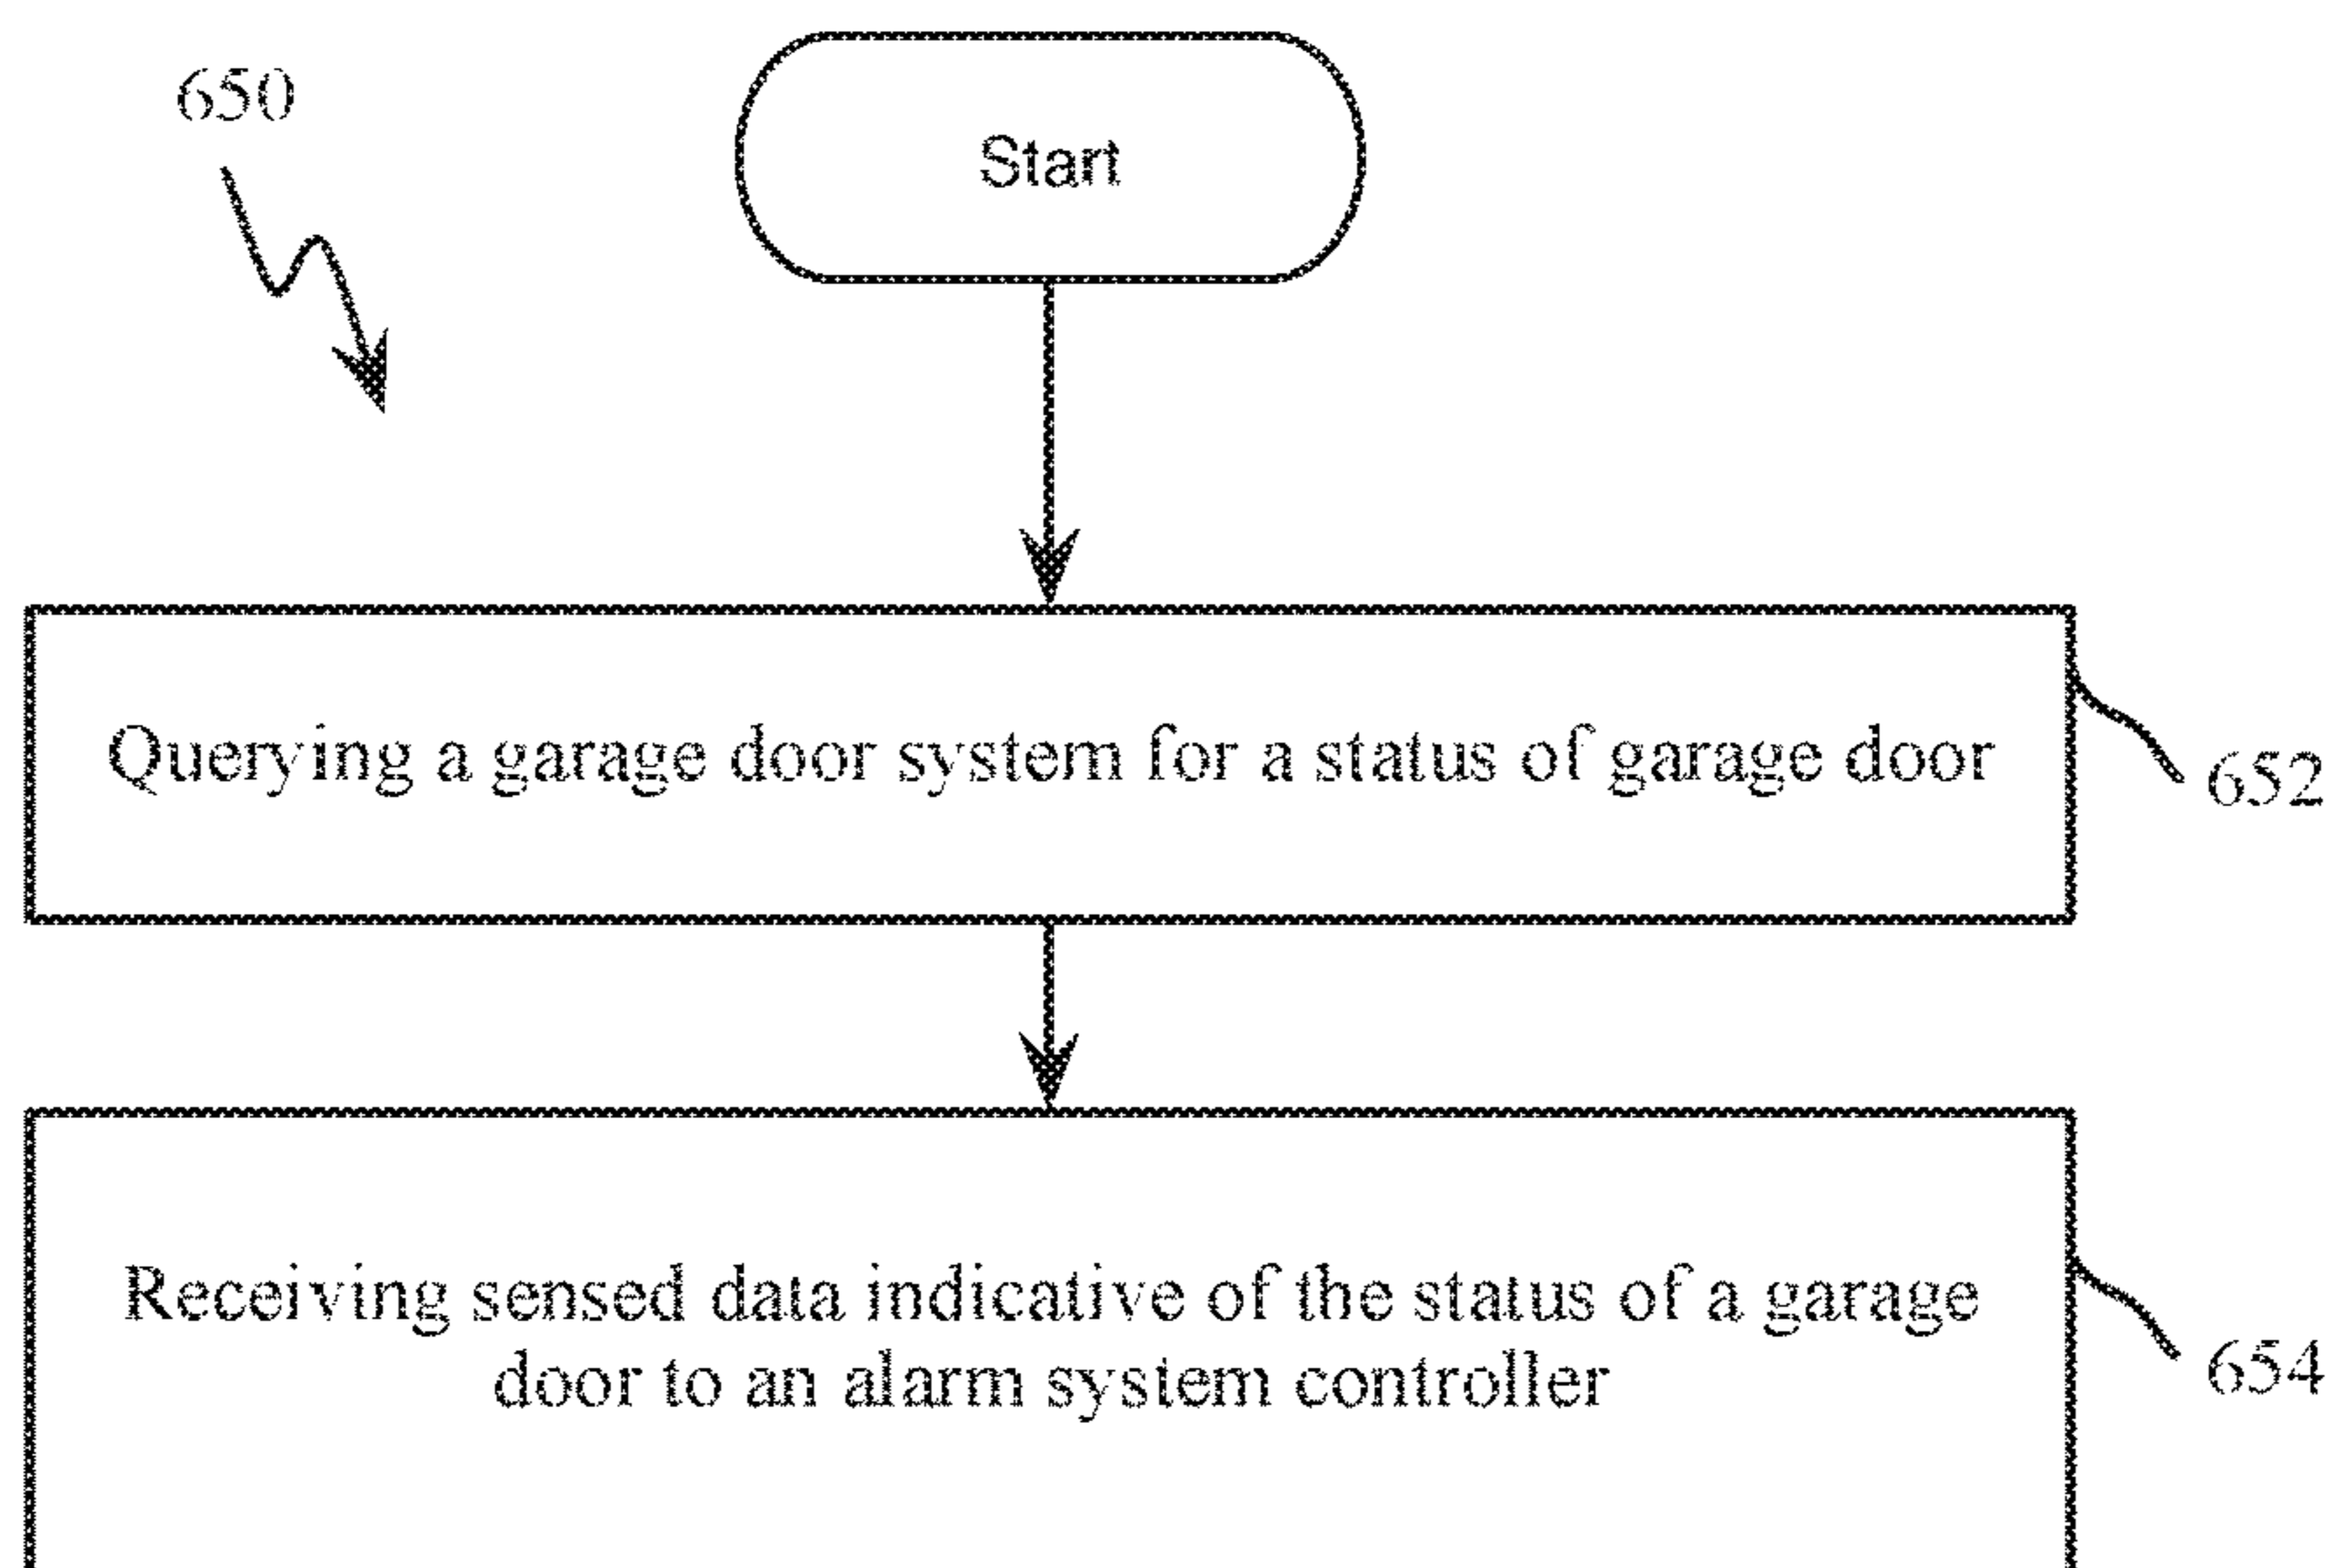 650
Start
Querying a garage door system for a status of garage door
652
Receiving sensed data indicative of the status of a garage
door to an alarm system controller
654